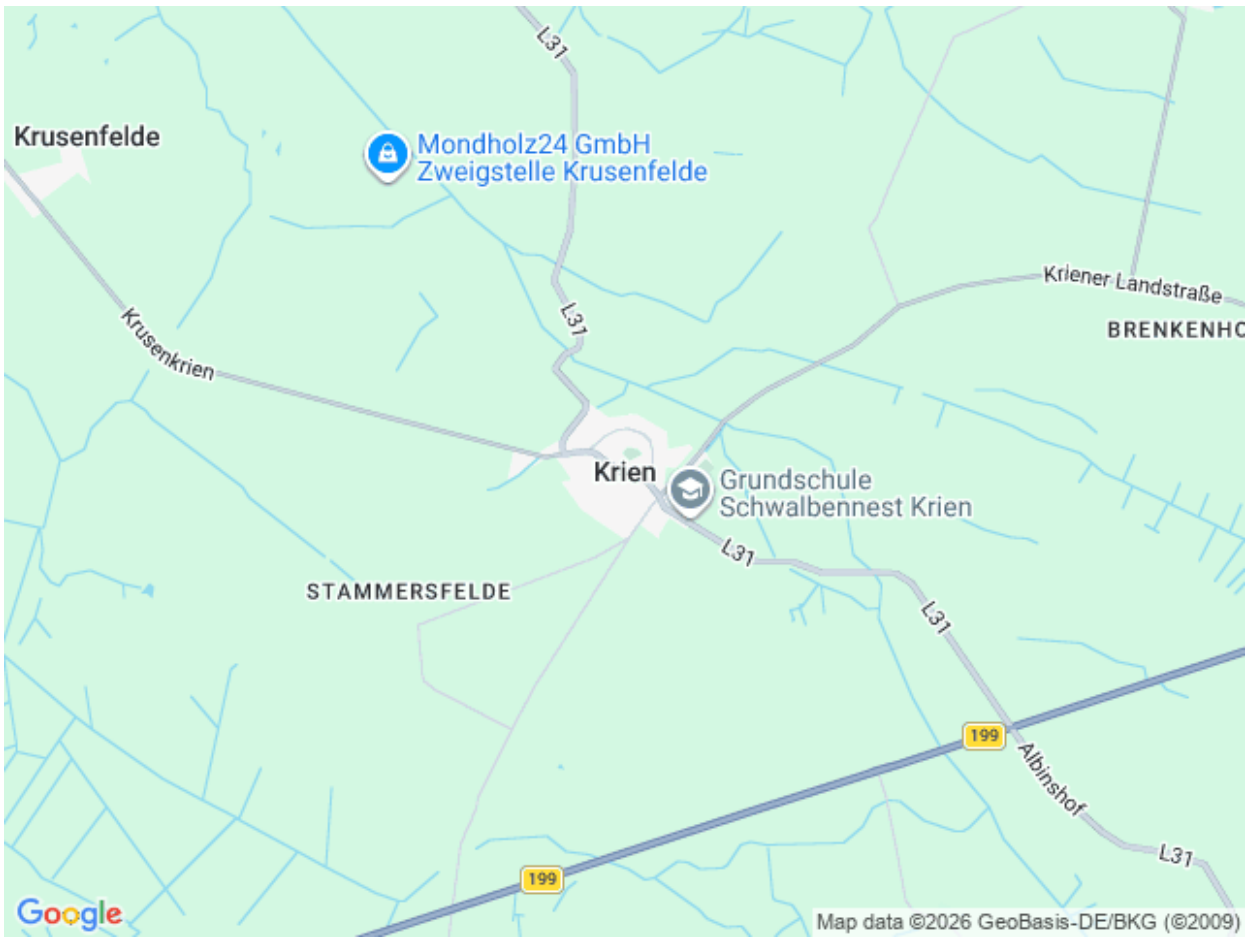 L31
Krusenfelde
Mondholz24 GmbH
Zweigstelle Krusenfelde
Kriener Landstraße
L31
BRENKENHO
Krusenkrien
Krien
Grundschule
Schwalbennest Krien
L31
STAMMERSFELDE
L31
199
Albinshof
L31
199
Google
Map data ©2026 GeoBasis-DE/BKG (©2009)